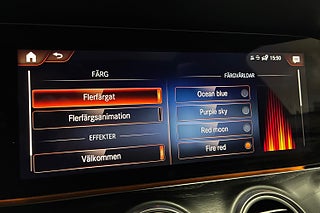 15:50
FÄRG
Flerfärgat
Flerfärgsanimation
EFFEKTER
Välkommen
FÄRGVÄRLDAR
Ocean blue
Purple sky
Red moon
Fire red